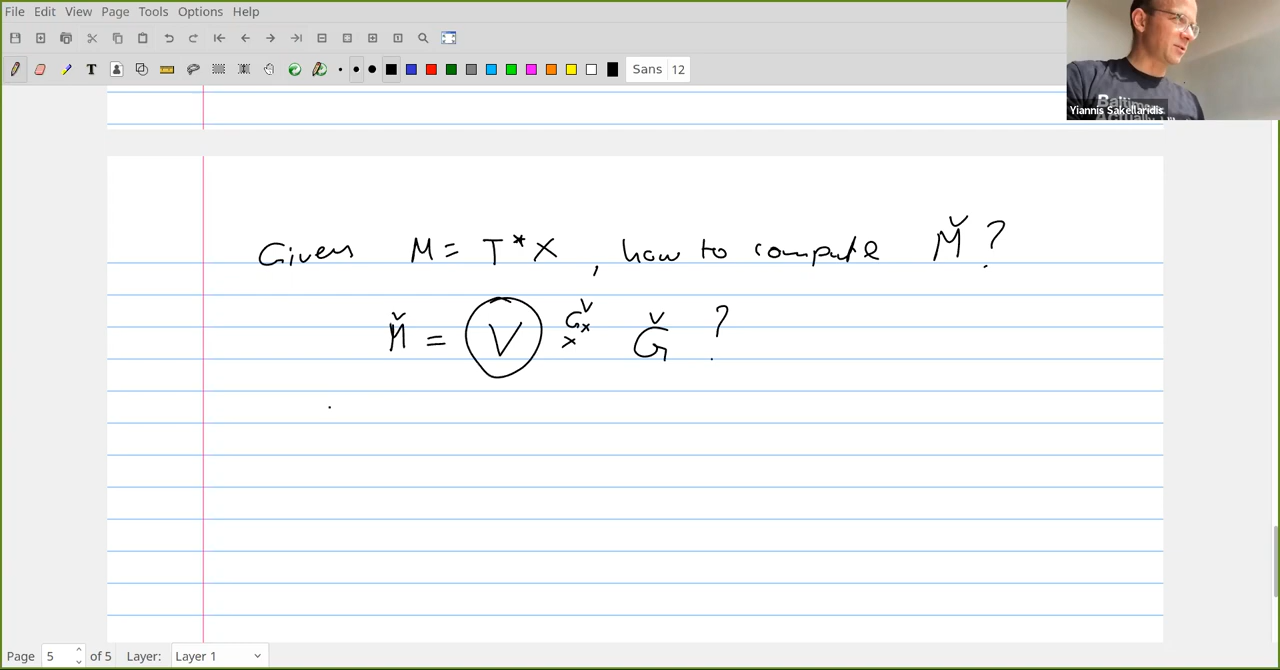 File Edit View Page Tools Options Help
Sans 12
Yiannis Sakellaridis
Given M = T*X, how to compute M̌ ?
M̌ = V ×^{Ǧ_X} Ǧ ?
Page 5 of 5 Layer: Layer 1